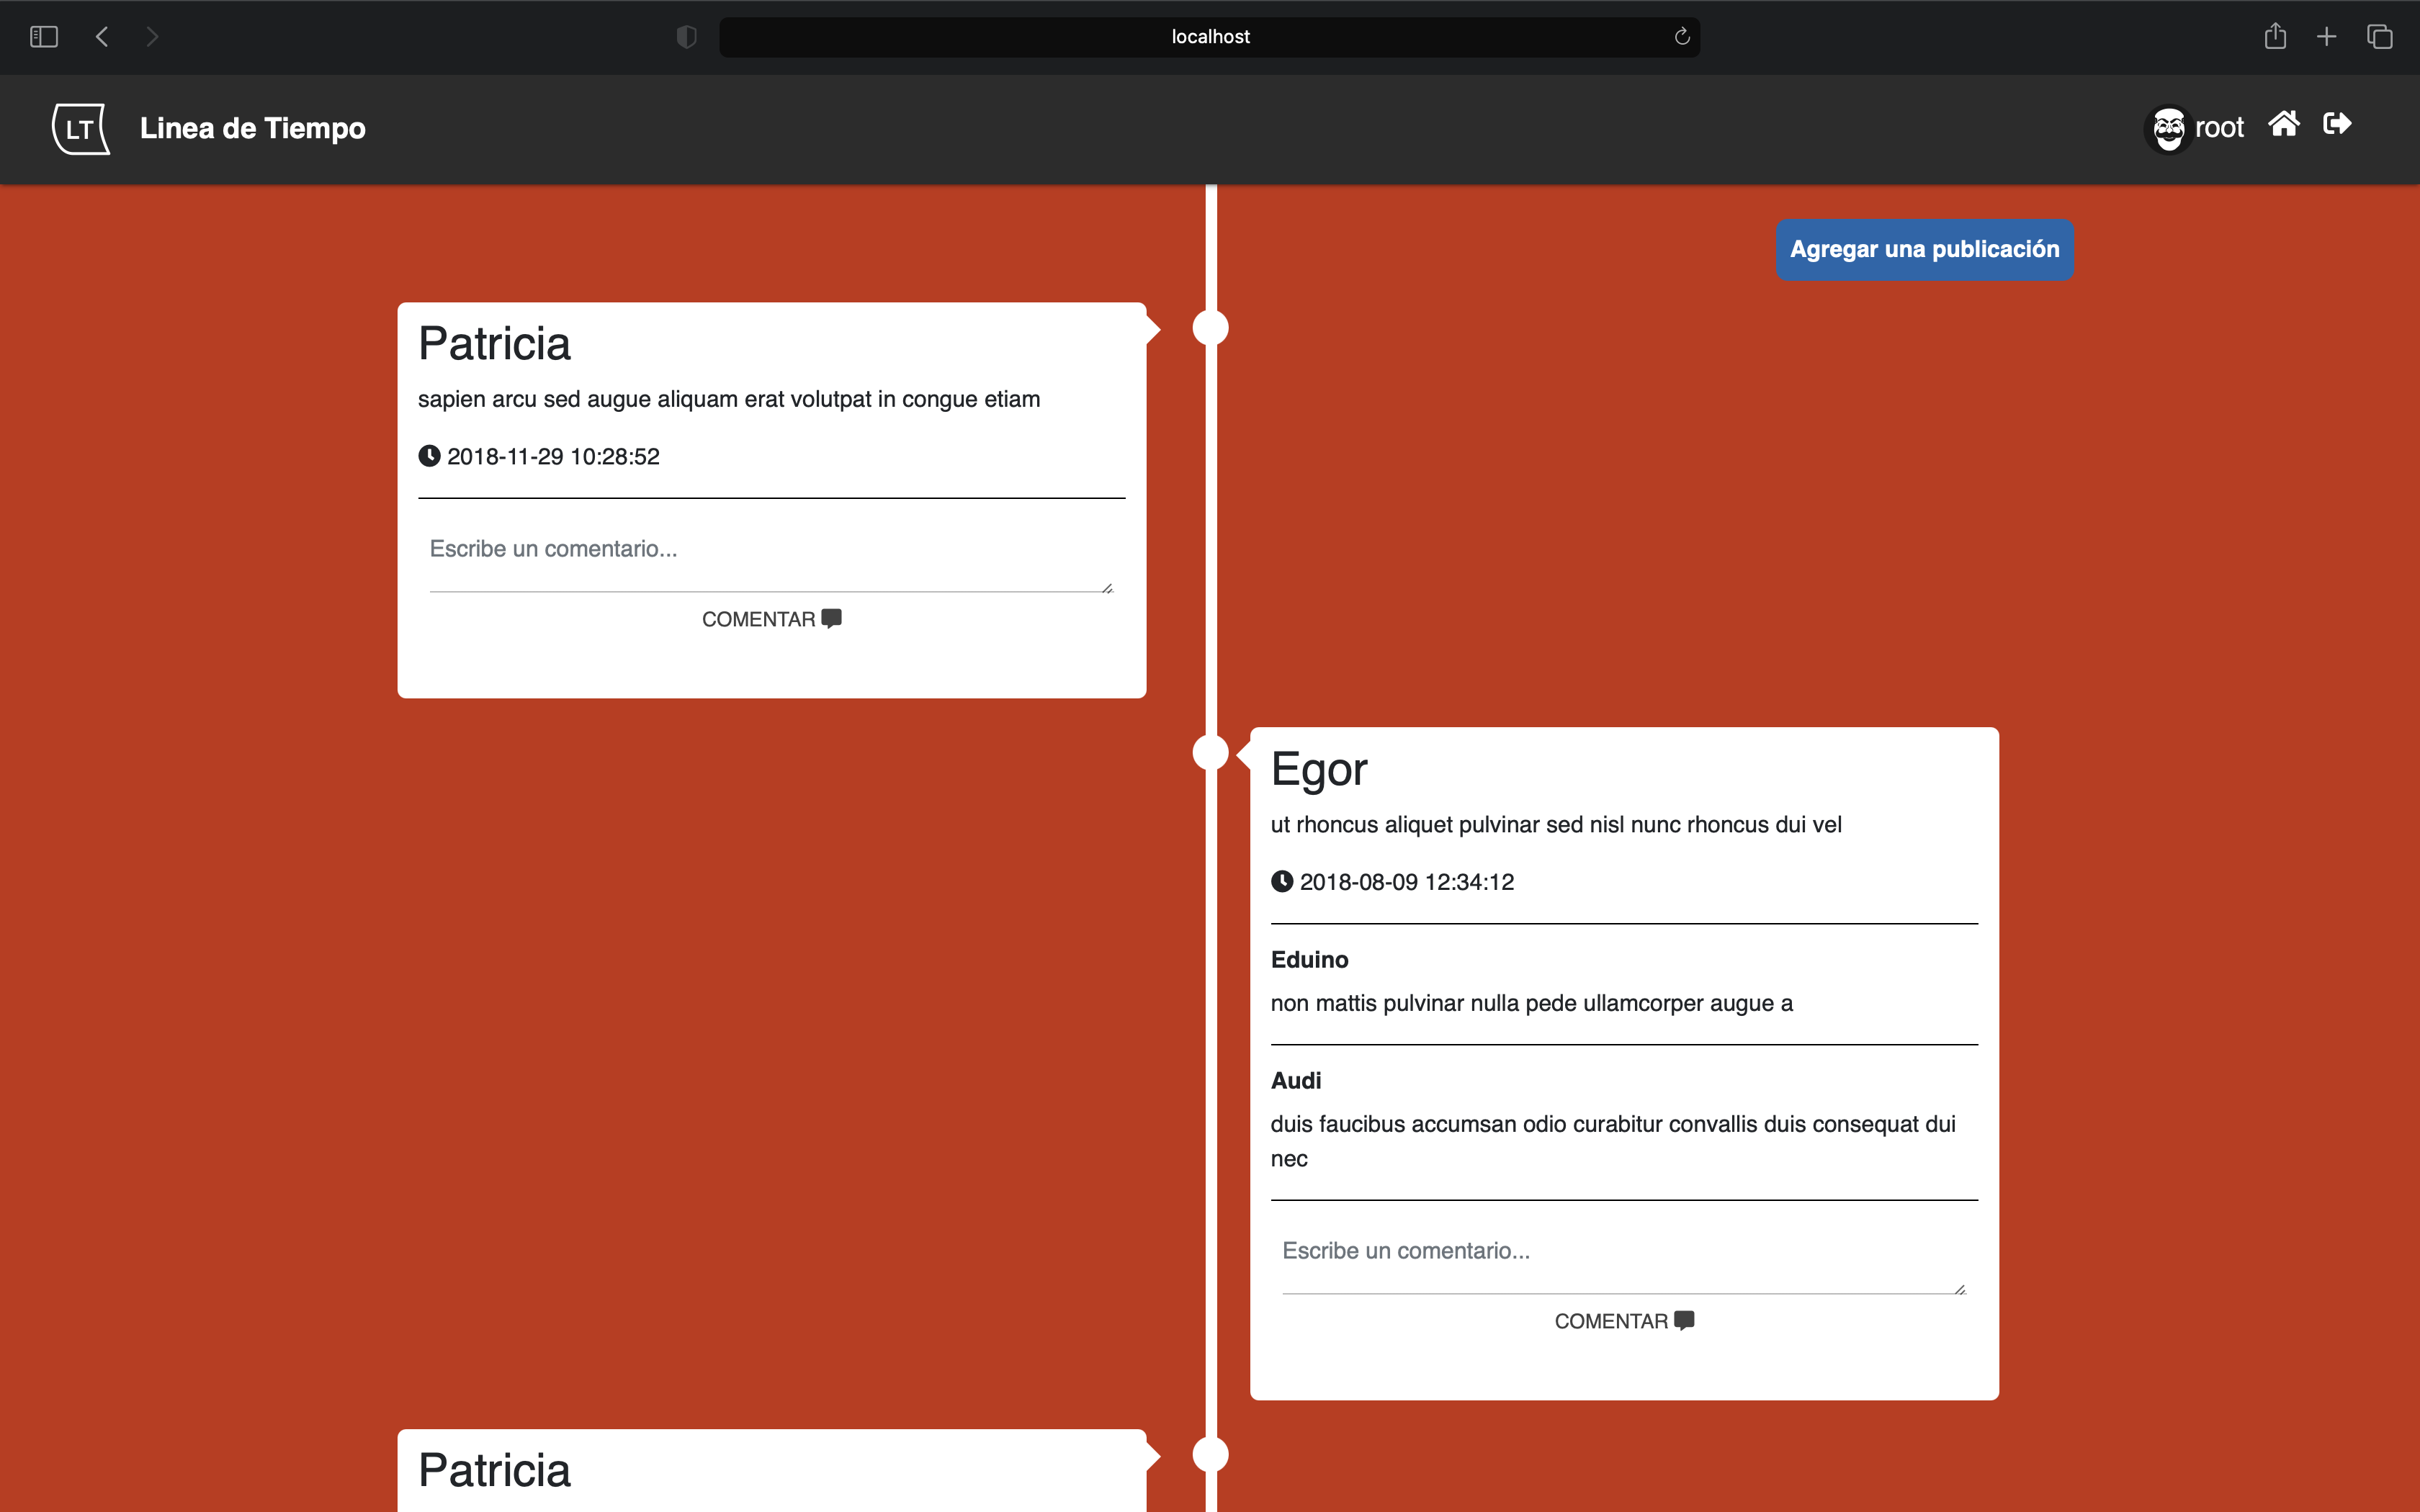 localhost
LT
Linea de Tiempo
root
Agregar una publicación
Patricia
sapien arcu sed augue aliquam erat volutpat in congue etiam
2018-11-29 10:28:52
Escribe un comentario...
COMENTAR
Egor
ut rhoncus aliquet pulvinar sed nisl nunc rhoncus dui vel
2018-08-09 12:34:12
Eduino
non mattis pulvinar nulla pede ullamcorper augue a
Audi
duis faucibus accumsan odio curabitur convallis duis consequat dui
nec
Escribe un comentario...
COMENTAR
Patricia